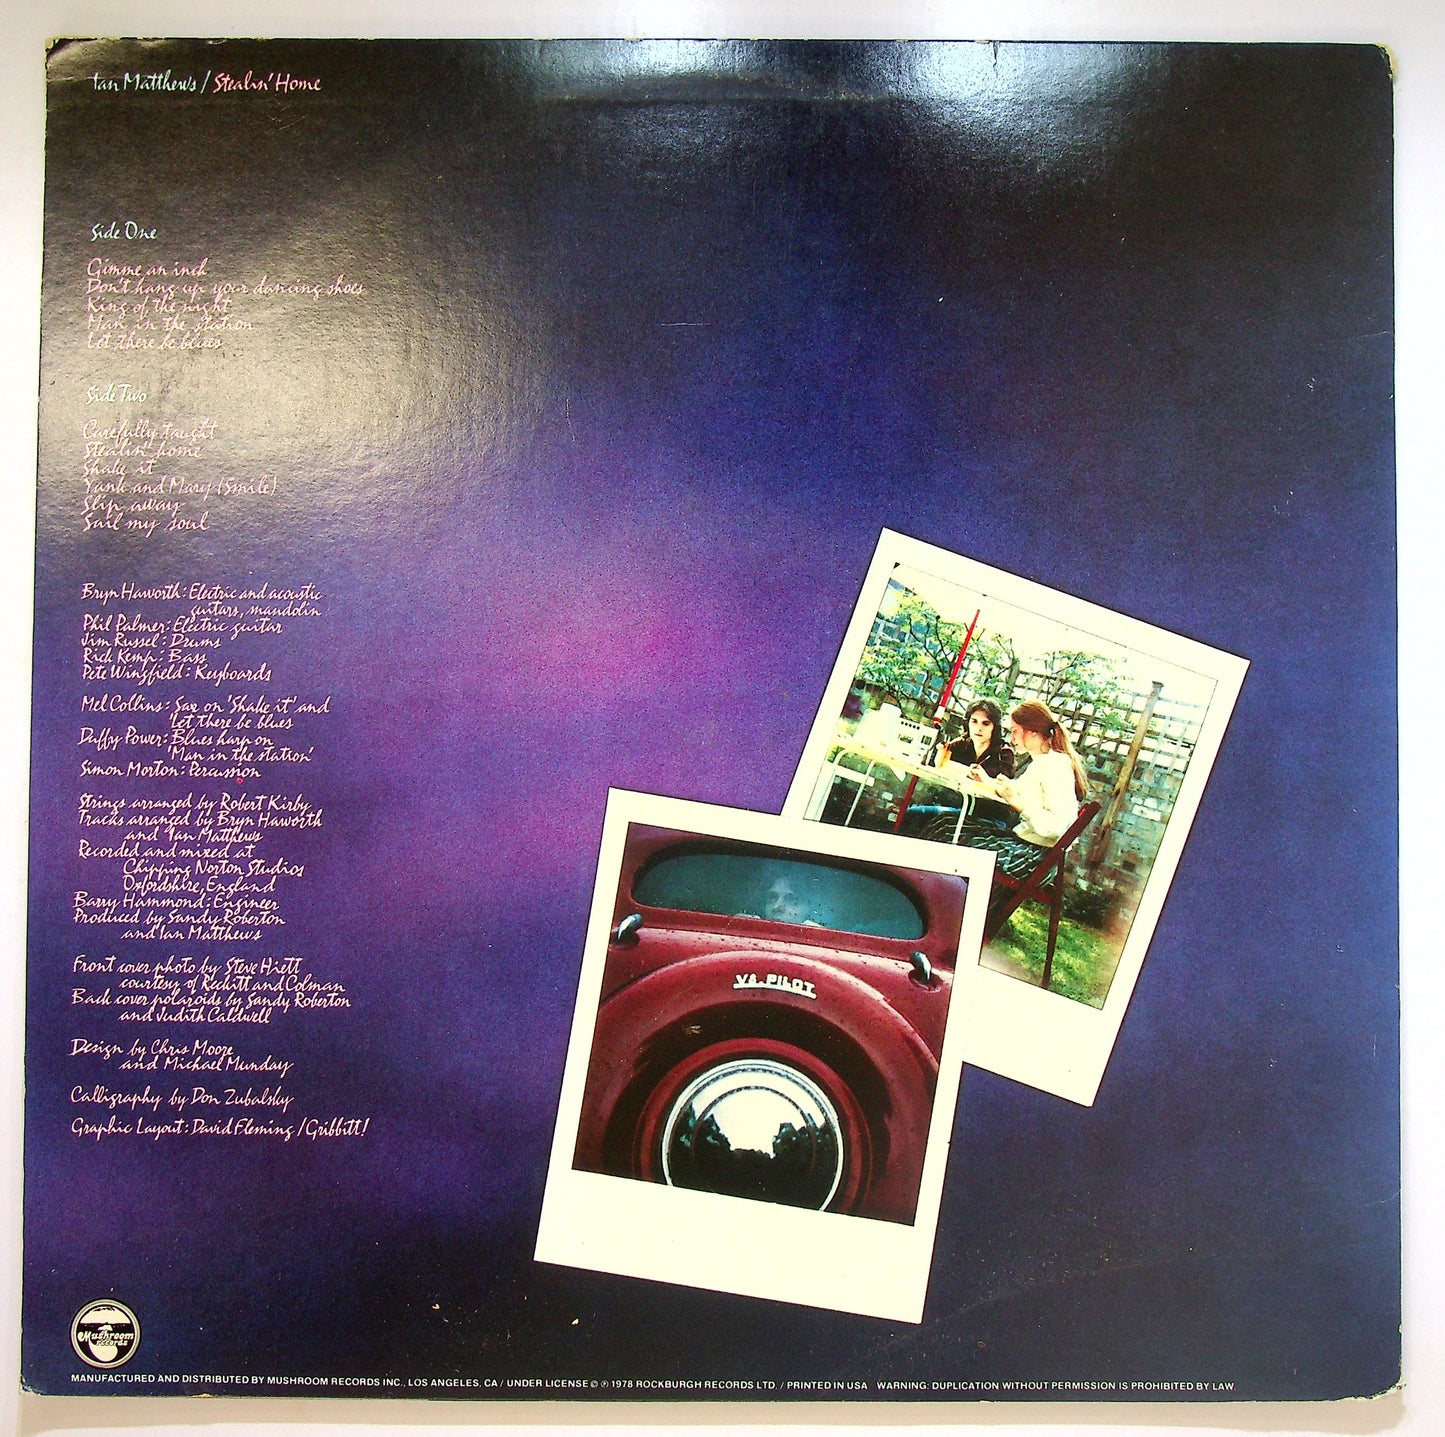 Ian Matthews / Stealin' Home
Side One
Gimme an inch
Don't hang up your dancing shoes
King of the night
Man in the station
Let there be blues
Side Two
Carefully taught
Stealin' home
Shake it
Yank and Mary (Smile)
Slip away
Sail my soul
Bryn Haworth: Electric and acoustic
guitars, mandolin
Phil Palmer: Electric guitar
Jim Russel: Drums
Rick Kemp: Bass
Pete Wingfield: Keyboards
Mel Collins: Sax on 'Shake it' and
'Let there be blues'
Duffy Power: Blues harp on
'Man in the station'
Simon Morton: Percussion
Strings arranged by Robert Kirby
Tracks arranged by Bryn Haworth
and Ian Matthews
Recorded and mixed at
Chipping Norton Studios
Oxfordshire, England
Barry Hammond: Engineer
Produced by Sandy Roberton
and Ian Matthews
Front cover photo by Steve Hiett
courtesy of Reckitt and Colman
Back cover polaroids by Sandy Roberton
and Judith Caldwell
Design by Chris Moore
and Michael Munday
Calligraphy by Don Zubalsky
Graphic Layout: David Fleming / Gribbitt!
V8. PILOT
Mushroom
records
MANUFACTURED AND DISTRIBUTED BY MUSHROOM RECORDS INC., LOS ANGELES, CA / UNDER LICENSE © ℗ 1978 ROCKBURGH RECORDS LTD. / PRINTED IN USA WARNING: DUPLICATION WITHOUT PERMISSION IS PROHIBITED BY LAW.